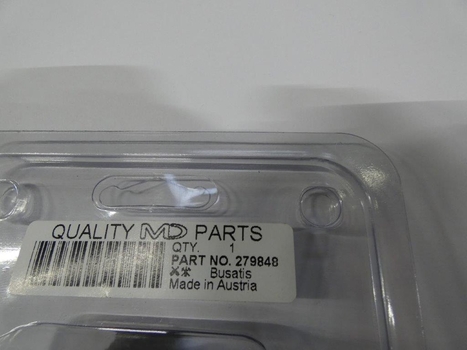 QUALITY MD PARTS
QTY. 1
PART NO. 279848
Busatis
Made in Austria